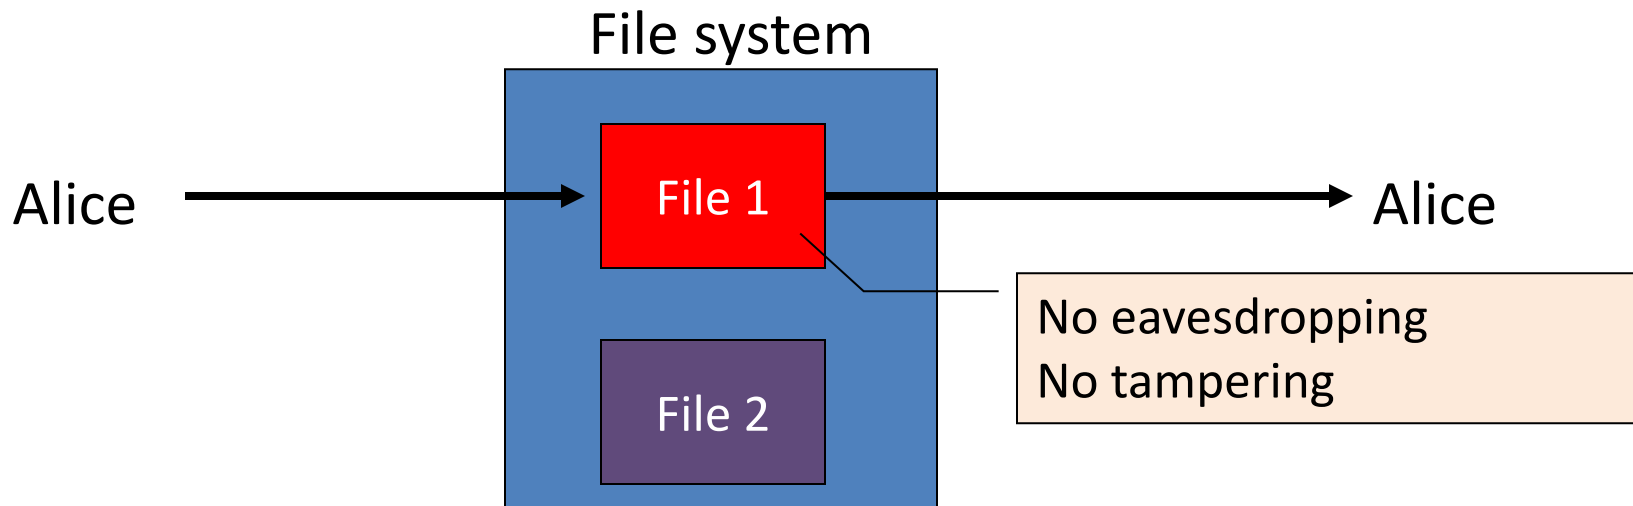 File system
Alice
File 1
Alice
No eavesdropping
No tampering
File 2